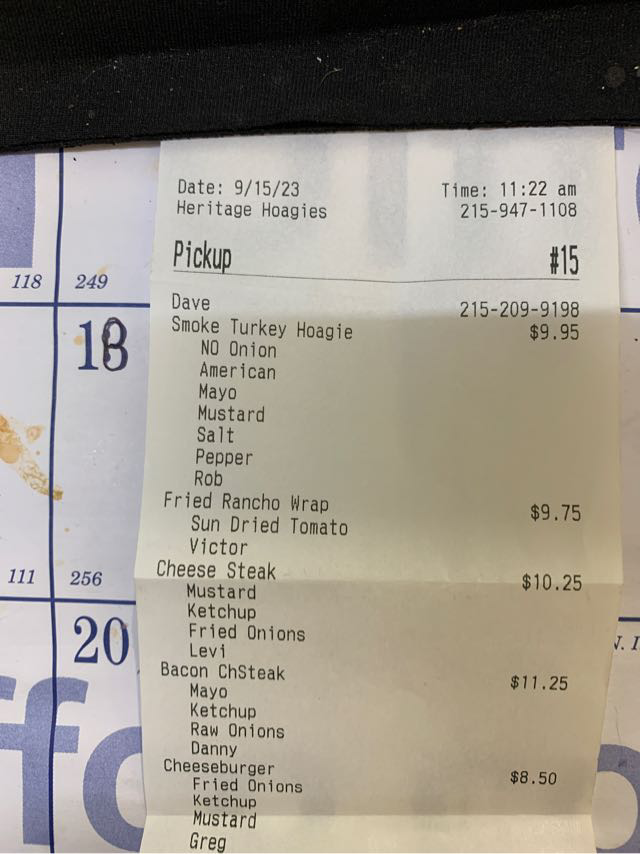 Date: 9/15/23 Time: 11:22 am
Heritage Hoagies 215-947-1108
Pickup #15
Dave 215-209-9198
Smoke Turkey Hoagie $9.95
NO Onion
American
Mayo
Mustard
Salt
Pepper
Rob
Fried Rancho Wrap $9.75
Sun Dried Tomato
Victor
Cheese Steak $10.25
Mustard
Ketchup
Fried Onions
Levi
Bacon ChSteak $11.25
Mayo
Ketchup
Raw Onions
Danny
Cheeseburger $8.50
Fried Onions
Ketchup
Mustard
Greg
118 249
111 256
20